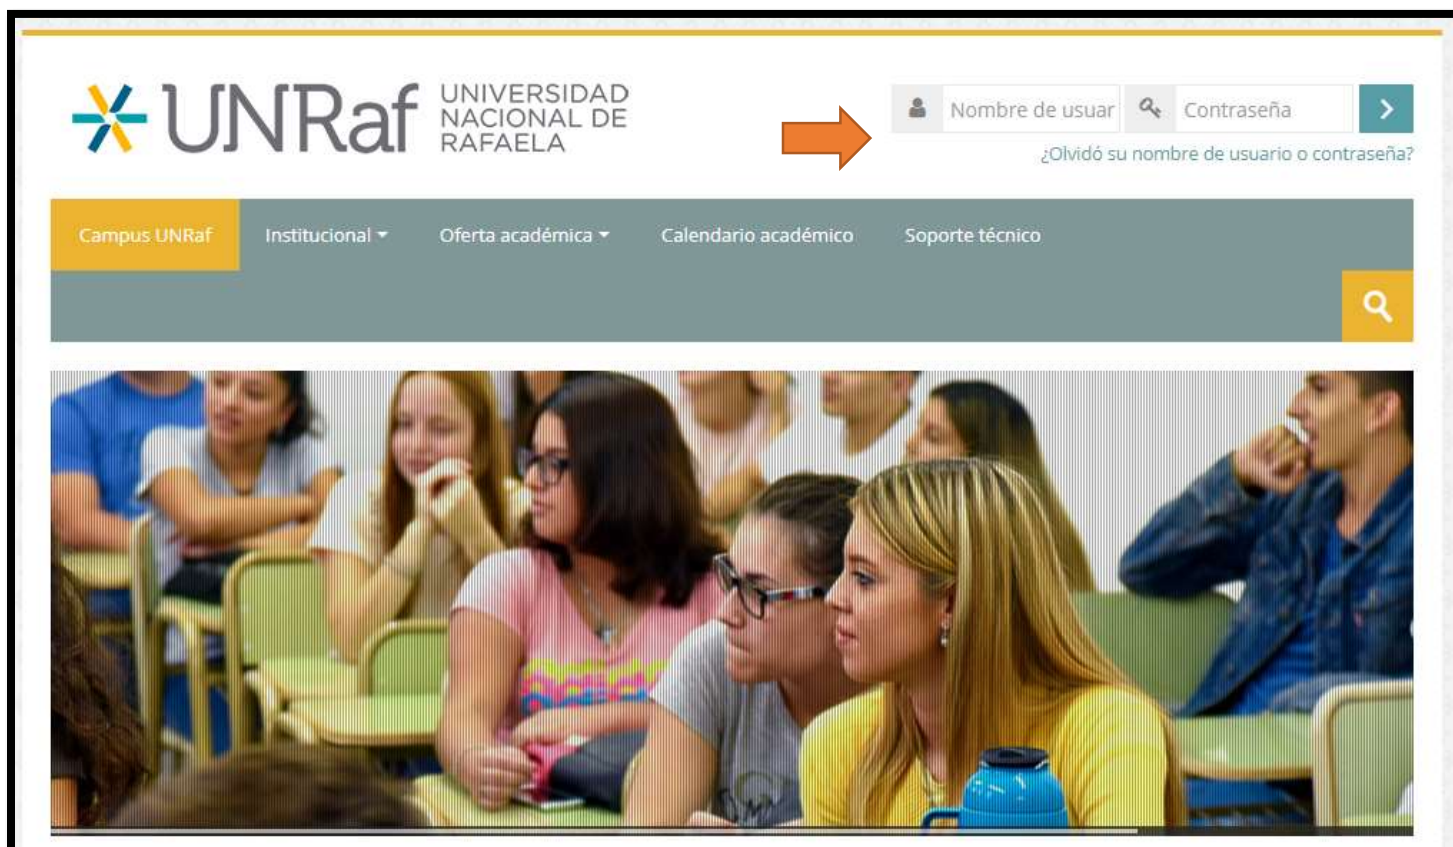 UNRaf
UNIVERSIDAD
NACIONAL DE
RAFAELA
Nombre de usuar
Contraseña
¿Olvidó su nombre de usuario o contraseña?
Campus UNRaf
Institucional
Oferta académica
Calendario académico
Soporte técnico